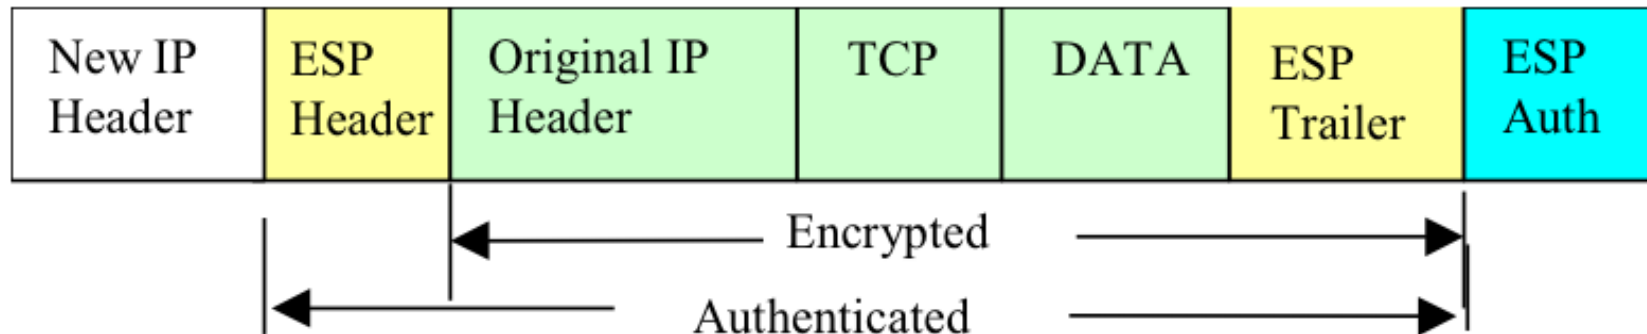 New IP
Header
ESP
Header
Original IP
Header
TCP
DATA
ESP
Trailer
ESP
Auth
Encrypted
Authenticated